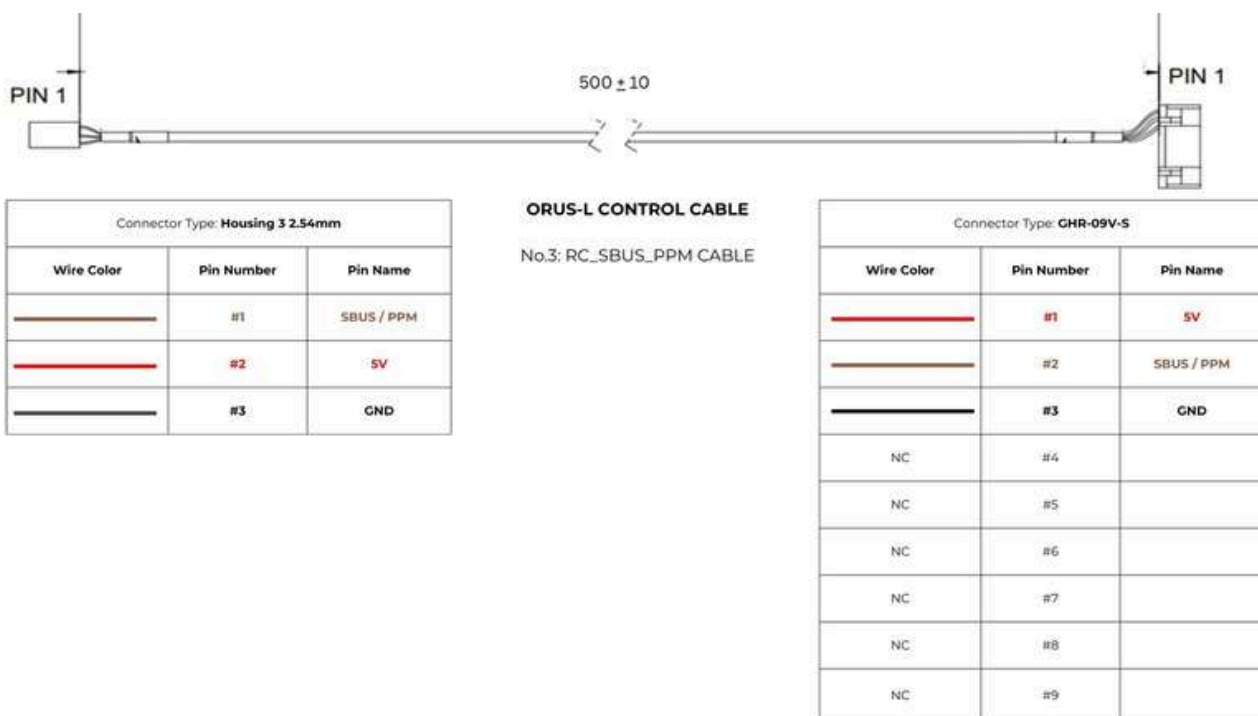 PIN 1
500 ±10
PIN 1
ORUS-L CONTROL CABLE
No.3: RC_SBUS_PPM CABLE
Connector Type: Housing 3 2.54mm
Wire Color Pin Number Pin Name
#1 SBUS / PPM
#2 5V
#3 GND
Connector Type: GHR-09V-S
Wire Color Pin Number Pin Name
#1 5V
#2 SBUS / PPM
#3 GND
NC #4
NC #5
NC #6
NC #7
NC #8
NC #9